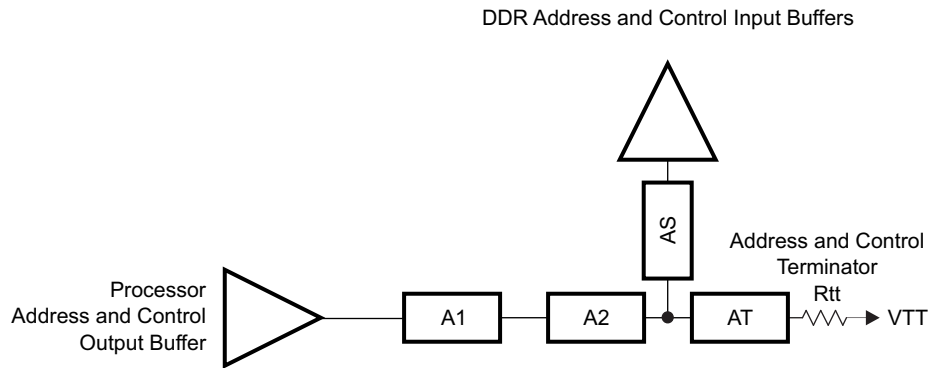 DDR Address and Control Input Buffers
AS
Address and Control
Terminator
Rtt
Processor
Address and Control
Output Buffer
A1
A2
AT
VTT